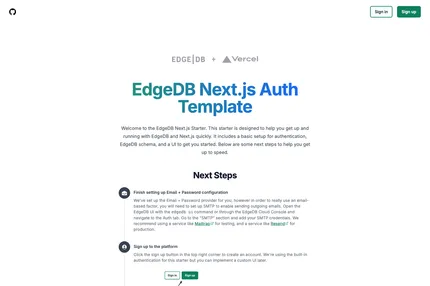 Sign in
Sign up
EDGE|DB + Vercel
EdgeDB Next.js Auth
Template
Welcome to the EdgeDB Next.js Starter. This starter is designed to help you get up and
running with EdgeDB and Next.js quickly. It includes a basic setup for authentication,
EdgeDB schema, and a UI to get you started. Below are some next steps to help you get
up to speed.
Next Steps
Finish setting up Email + Password configuration
We've set up the Email + Password provider for you, however in order to really use an email-
based factor, you will need to set up SMTP to enable sending outgoing emails. Open the
EdgeDB UI with the edgedb ui command or through the EdgeDB Cloud Console and
navigate to the Auth tab. Go to the "SMTP" section and add your SMTP credentials. We
recommend using a service like Mailtrap for testing, and a service like Resend for
production.
Sign up to the platform
Click the sign up button in the top right corner to create an account. We're using the built-in
authentication for this starter but you can implement a custom UI later.
Sign in
Sign up